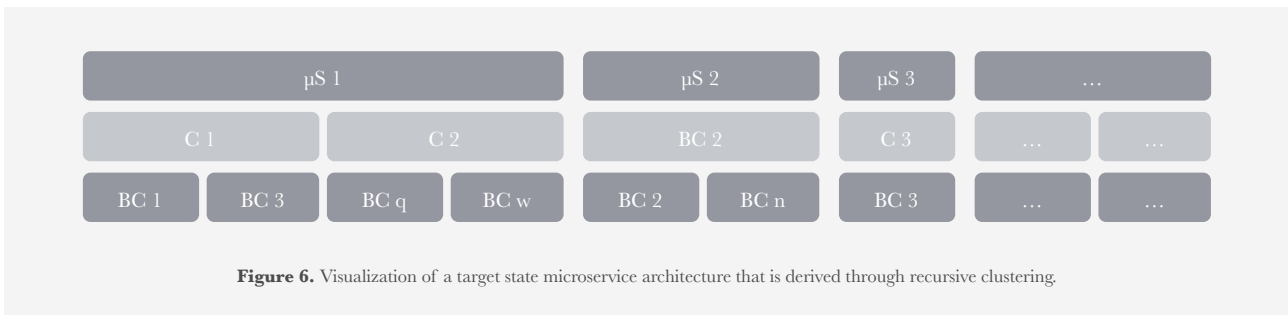 µS 1 µS 2 µS 3 …
C 1 C 2 BC 2 C 3 … …
BC 1 BC 3 BC q BC w BC 2 BC n BC 3 … …
Figure 6. Visualization of a target state microservice architecture that is derived through recursive clustering.